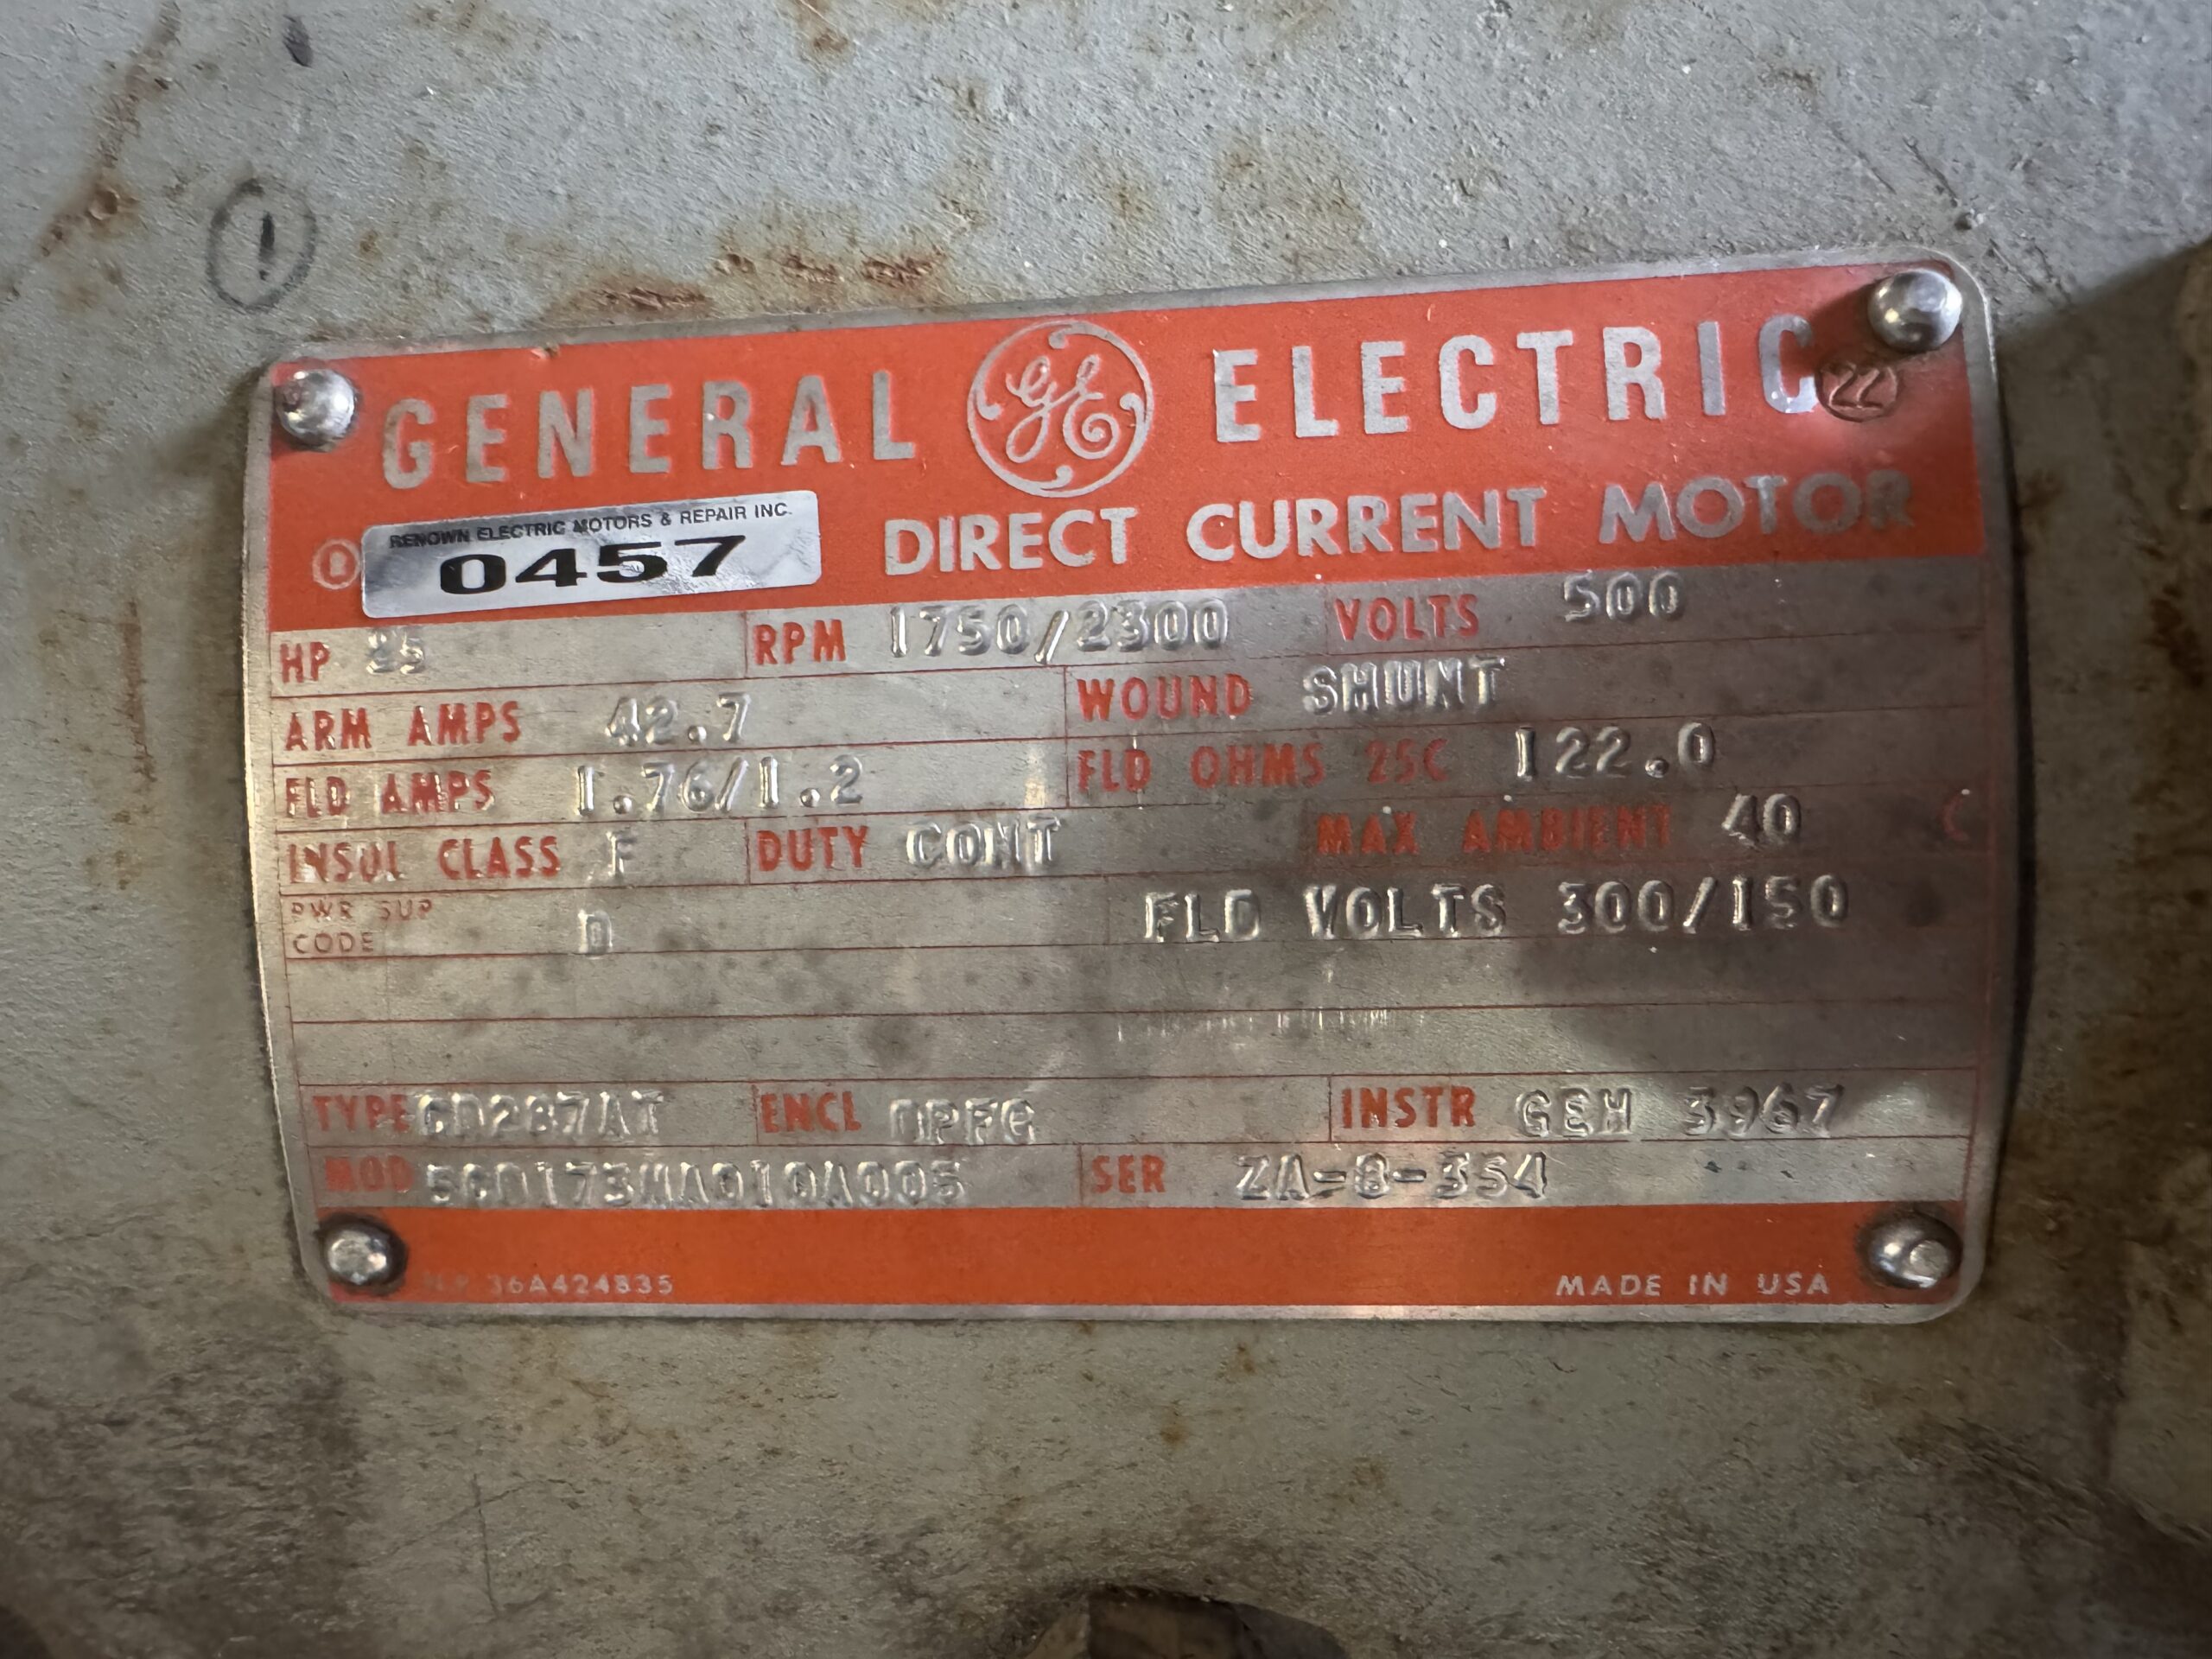 1
GENERAL GE ELECTRIC
22
RENOWN ELECTRIC MOTORS & REPAIR INC.
0457
DIRECT CURRENT MOTOR
HP 25 RPM 1750/2300 VOLTS 500
ARM AMPS 42.7 WOUND SHUNT
FLD AMPS 1.76/1.2 FLD OHMS 25C 122.0
INSUL CLASS F DUTY CONT MAX AMBIENT 40 C
PWR SUP
CODE D FLD VOLTS 300/150
TYPE CD287AT ENCL DPFG INSTR GEH 3967
MOD SER ZA-8-354
36A424835 MADE IN USA